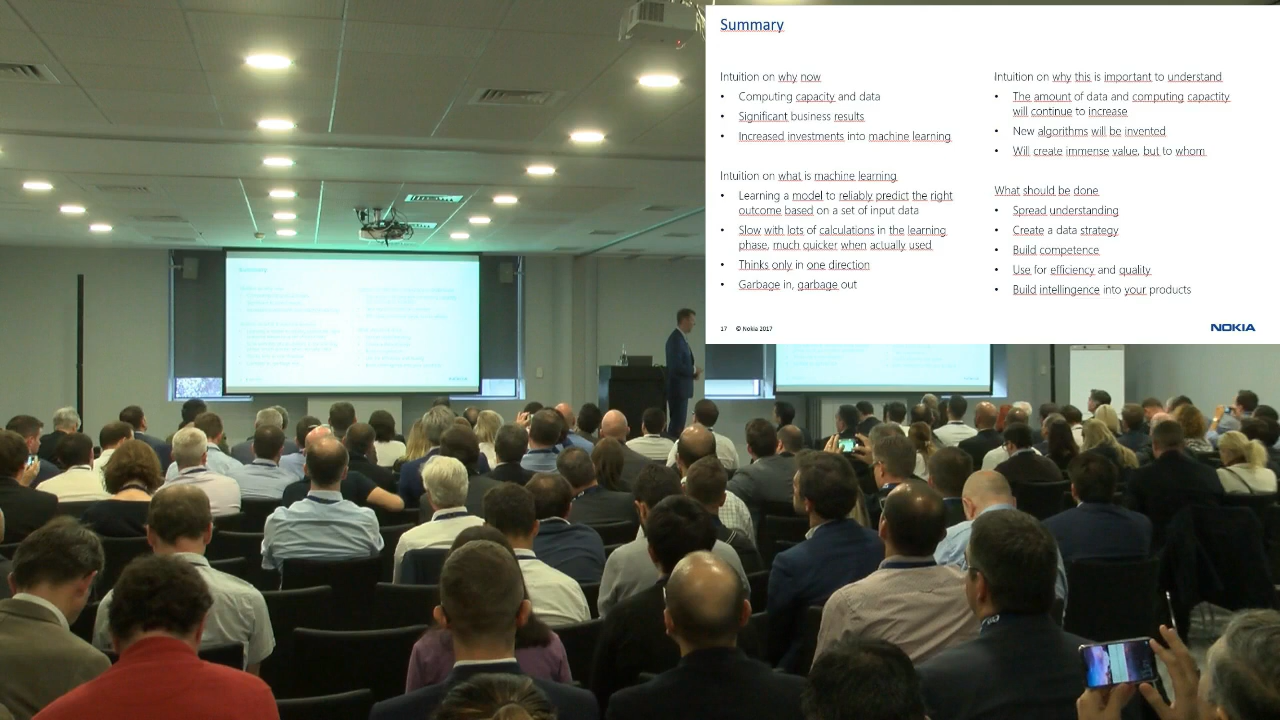 Summary
Intuition on why now
• Computing capacity and data
• Significant business results
• Increased investments into machine learning
Intuition on what is machine learning
• Learning a model to reliably predict the right
outcome based on a set of input data
• Slow with lots of calculations in the learning
phase, much quicker when actually used
• Thinks only in one direction
• Garbage in, garbage out
Intuition on why this is important to understand
• The amount of data and computing capactity
will continue to increase
• New algorithms will be invented
• Will create immense value, but to whom
What should be done
• Spread understanding
• Create a data strategy
• Build competence
• Use for efficiency and quality
• Build intellingence into your products
17 © Nokia 2017
NOKIA
Summary